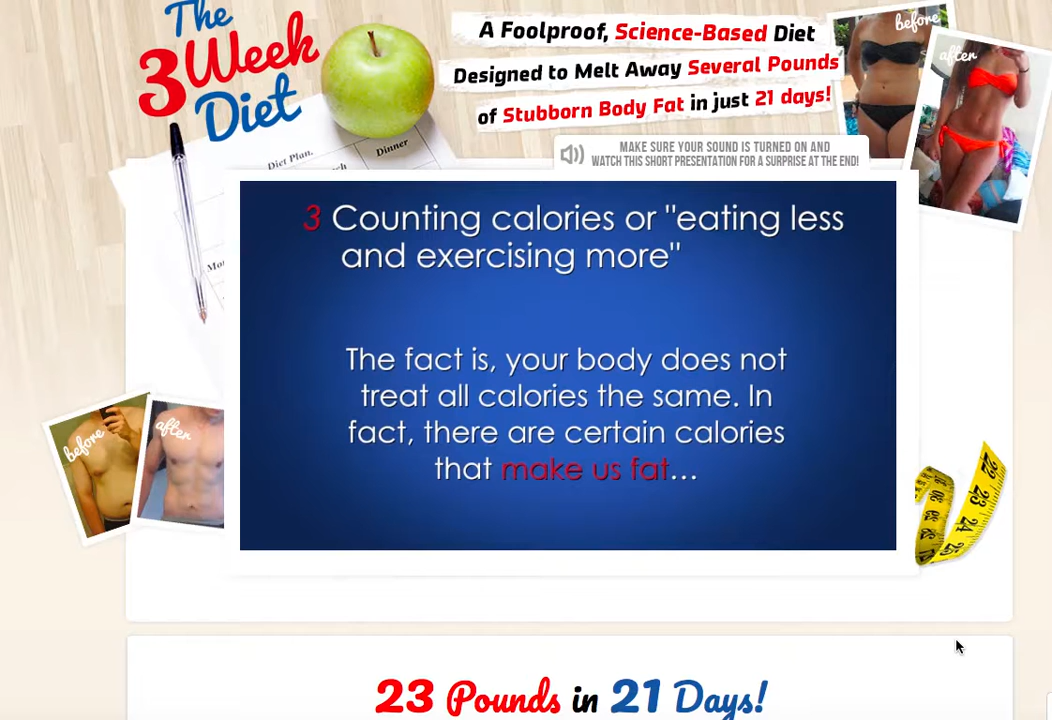 The
3 Week
Diet
A Foolproof, Science-Based Diet
Designed to Melt Away Several Pounds
of Stubborn Body Fat in just 21 days!
before
after
Diet Plan.
Dinner
MAKE SURE YOUR SOUND IS TURNED ON AND
WATCH THIS SHORT PRESENTATION FOR A SURPRISE AT THE END!
3 Counting calories or "eating less
and exercising more"
The fact is, your body does not
treat all calories the same. In
fact, there are certain calories
that make us fat...
before
after
22
23
24
25
23 Pounds in 21 Days!